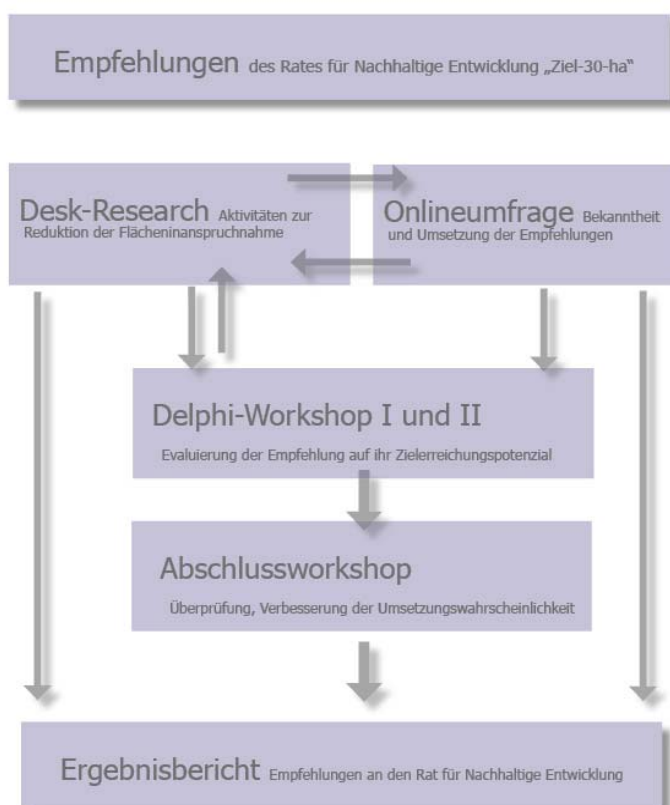 Empfehlungen des Rates für Nachhaltige Entwicklung „Ziel-30-ha“
Desk-Research Aktivitäten zur
Reduktion der Flächeninanspruchnahme
Onlineumfrage Bekanntheit
und Umsetzung der Empfehlungen
Delphi-Workshop I und II
Evaluierung der Empfehlung auf ihr Zielerreichungspotenzial
Abschlussworkshop
Überprüfung, Verbesserung der Umsetzungswahrscheinlichkeit
Ergebnisbericht Empfehlungen an den Rat für Nachhaltige Entwicklung